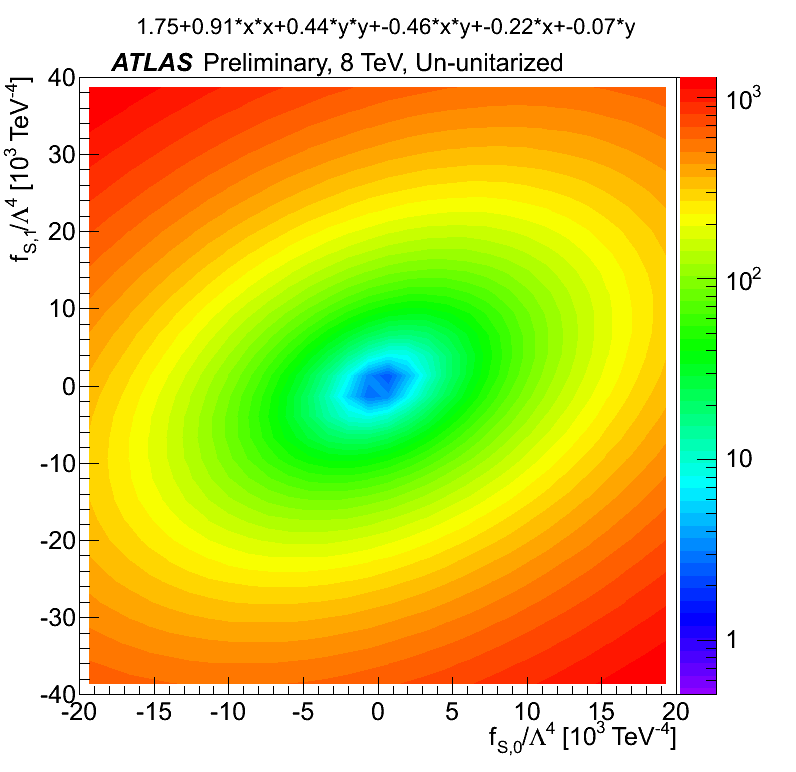 1.75+0.91*x*x+0.44*y*y+-0.46*x*y+-0.22*x+-0.07*y
ATLAS Preliminary, 8 TeV, Un-unitarized
f_S,1/Λ^4 [10^3 TeV^-4]
40
30
20
10
0
-10
-20
-30
-40
-20 -15 -10 -5 0 5 10 15 20
f_S,0/Λ^4 [10^3 TeV^-4]
10^3
10^2
10
1